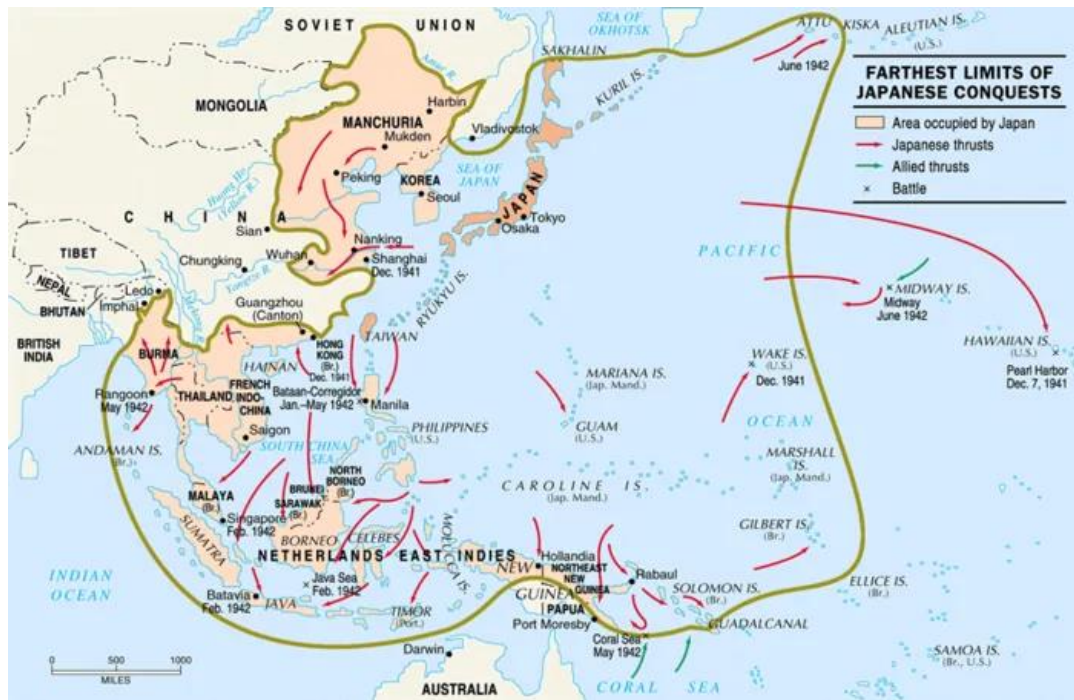 SOVIET UNION
SEA OF
OKHOTSK
ATTU
KISKA
ALEUTIAN IS.
(U.S.)
June 1942
SAKHALIN
KURIL IS.
Amur R.
MONGOLIA
Harbin
MANCHURIA
Mukden
Vladivostok
FARTHEST LIMITS OF
JAPANESE CONQUESTS
Area occupied by Japan
Japanese thrusts
Allied thrusts
Battle
SEA OF
JAPAN
Peking
KOREA
Seoul
JAPAN
Tokyo
Osaka
Huang He
(Yellow R.)
CHINA
Sian
TIBET
Chungking
Wuhan
Nanking
Shanghai
Dec. 1941
Yangtze R.
PACIFIC
OCEAN
MIDWAY IS.
Midway
June 1942
HAWAIIAN IS.
(U.S.)
Pearl Harbor
Dec. 7, 1941
NEPAL
BHUTAN
Ledo
Imphal
BRITISH
INDIA
Mekong R.
RYUKYU IS.
Guangzhou
(Canton)
TAIWAN
HONG
KONG
(Br.)
Dec. 1941
BURMA
HAINAN
WAKE IS.
(U.S.)
Dec. 1941
MARIANA IS.
(Jap. Mand.)
Rangoon
May 1942
THAILAND
FRENCH
INDO-
CHINA
Bataan-Corregidor
Jan.–May 1942
Manila
PHILIPPINES
(U.S.)
GUAM
(U.S.)
Saigon
SOUTH CHINA
SEA
ANDAMAN IS.
(Br.)
MARSHALL
IS.
(Jap. Mand.)
CAROLINE IS.
(Jap. Mand.)
MALAYA
(Br.)
BRUNEI
NORTH
BORNEO
(Br.)
SARAWAK
(Br.)
Singapore
Feb. 1942
SUMATRA
BORNEO
CELEBES
MOLUCCA IS.
GILBERT IS.
(Br.)
NETHERLANDS EAST INDIES
INDIAN
OCEAN
Java Sea
Feb. 1942
Batavia
Feb. 1942
JAVA
TIMOR
(Port.)
Hollandia
NEW
GUINEA
NORTHEAST
NEW
GUINEA
PAPUA
Port Moresby
Rabaul
SOLOMON IS.
(Br.)
GUADALCANAL
ELLICE IS.
(Br.)
Coral Sea
May 1942
CORAL SEA
SAMOA IS.
(Br., U.S.)
Darwin
AUSTRALIA
0 500 1000
MILES